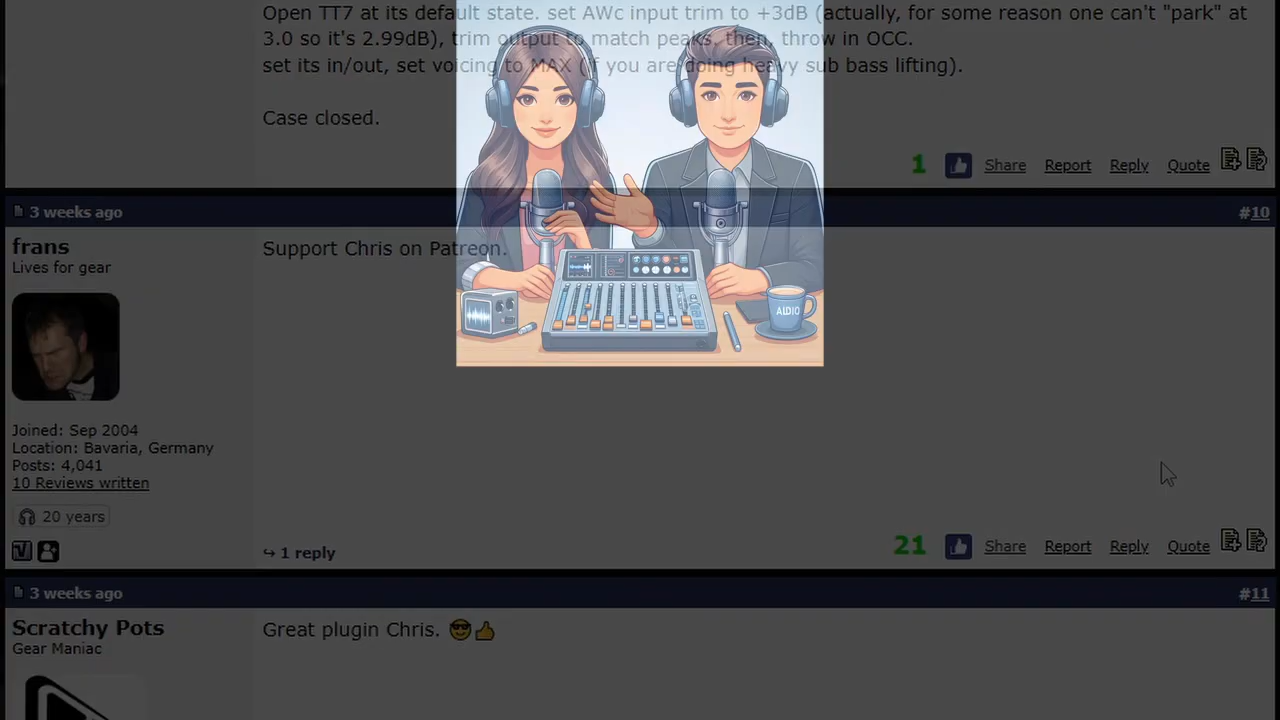 Open TT7 at its default state. set AWc input trim to +3dB (actually, for some reason one can't "park" at
3.0 so it's 2.99dB), trim output to match peaks, then, throw in OCC.
set its in/out, set voicing to MAX (if you are doing heavy sub bass lifting).
Case closed.
1 Share Report Reply Quote
3 weeks ago #10
frans
Lives for gear
Support Chris on Patreon.
ALDIO
Joined: Sep 2004
Location: Bavaria, Germany
Posts: 4,041
10 Reviews written
20 years
↪ 1 reply
21 Share Report Reply Quote
3 weeks ago #11
Scratchy Pots
Gear Maniac
Great plugin Chris. 😎👍